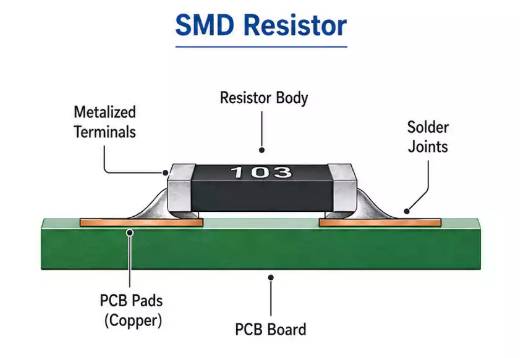 SMD Resistor
Resistor Body
Metalized
Terminals
Solder
Joints
103
PCB Pads
(Copper)
PCB Board